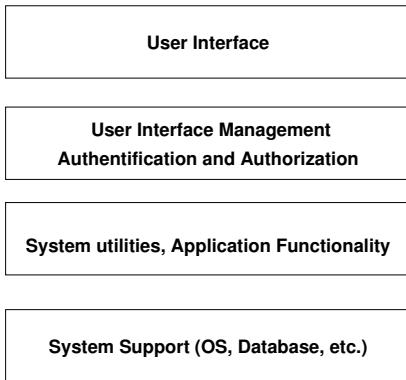 User Interface
User Interface Management
Authentification and Authorization
System utilities, Application Functionality
System Support (OS, Database, etc.)